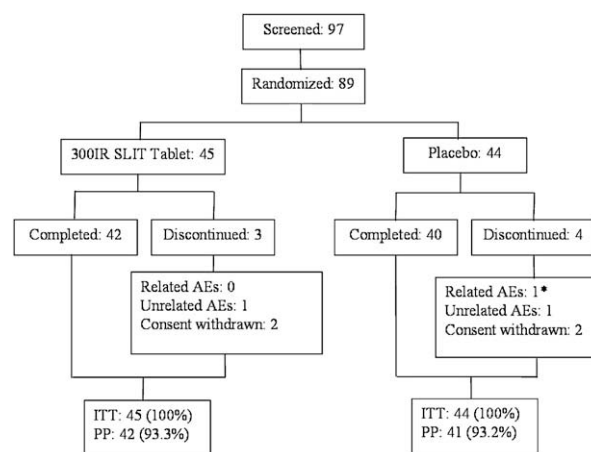 Screened: 97
Randomized: 89
300IR SLIT Tablet: 45
Placebo: 44
Completed: 42
Discontinued: 3
Completed: 40
Discontinued: 4
Related AEs: 0
Unrelated AEs: 1
Consent withdrawn: 2
Related AEs: 1*
Unrelated AEs: 1
Consent withdrawn: 2
ITT: 45 (100%)
PP: 42 (93.3%)
ITT: 44 (100%)
PP: 41 (93.2%)